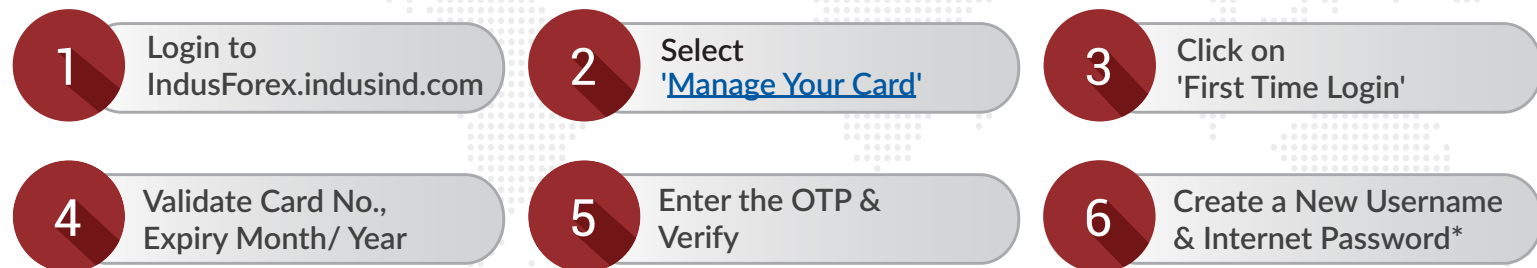 1
Login to
IndusForex.indusind.com
2
Select
'Manage Your Card'
3
Click on
'First Time Login'
4
Validate Card No.,
Expiry Month/ Year
5
Enter the OTP &
Verify
6
Create a New Username
& Internet Password*